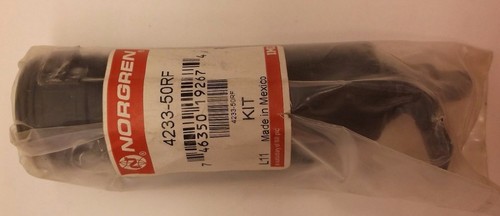 NORGREN
4233-50RF
7 46350 19267 4
4233-50RF
KIT
L11 Made in Mexico